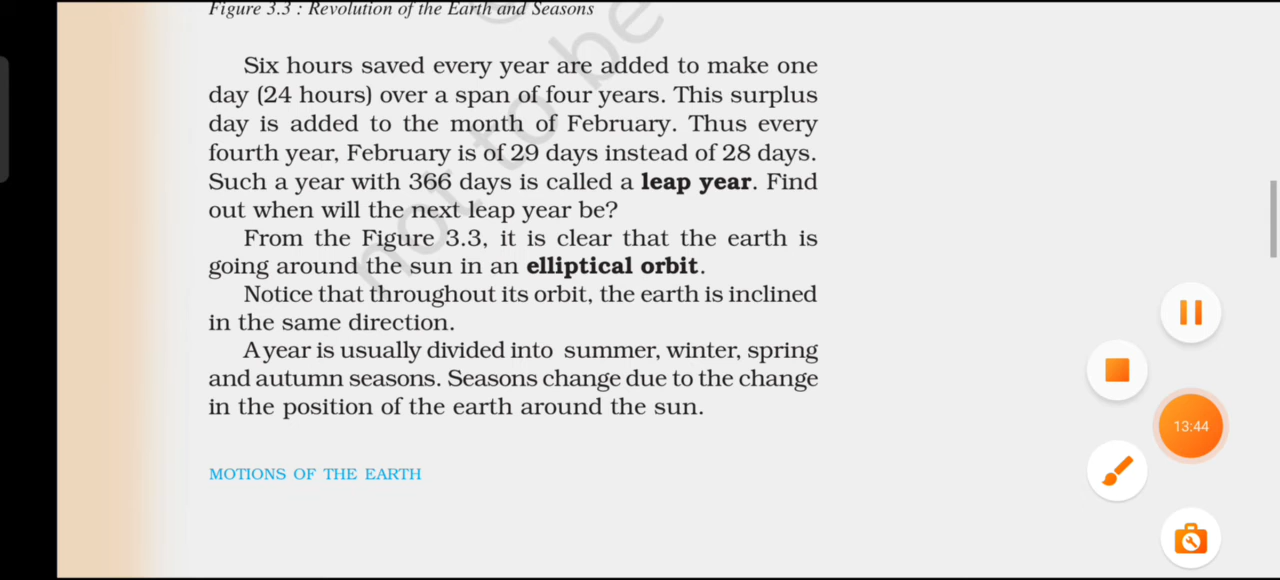 Figure 3.3 : Revolution of the Earth and Seasons
Six hours saved every year are added to make one
day (24 hours) over a span of four years. This surplus
day is added to the month of February. Thus every
fourth year, February is of 29 days instead of 28 days.
Such a year with 366 days is called a leap year. Find
out when will the next leap year be?
From the Figure 3.3, it is clear that the earth is
going around the sun in an elliptical orbit.
Notice that throughout its orbit, the earth is inclined
in the same direction.
A year is usually divided into summer, winter, spring
and autumn seasons. Seasons change due to the change
in the position of the earth around the sun.
MOTIONS OF THE EARTH
not to be
13:44